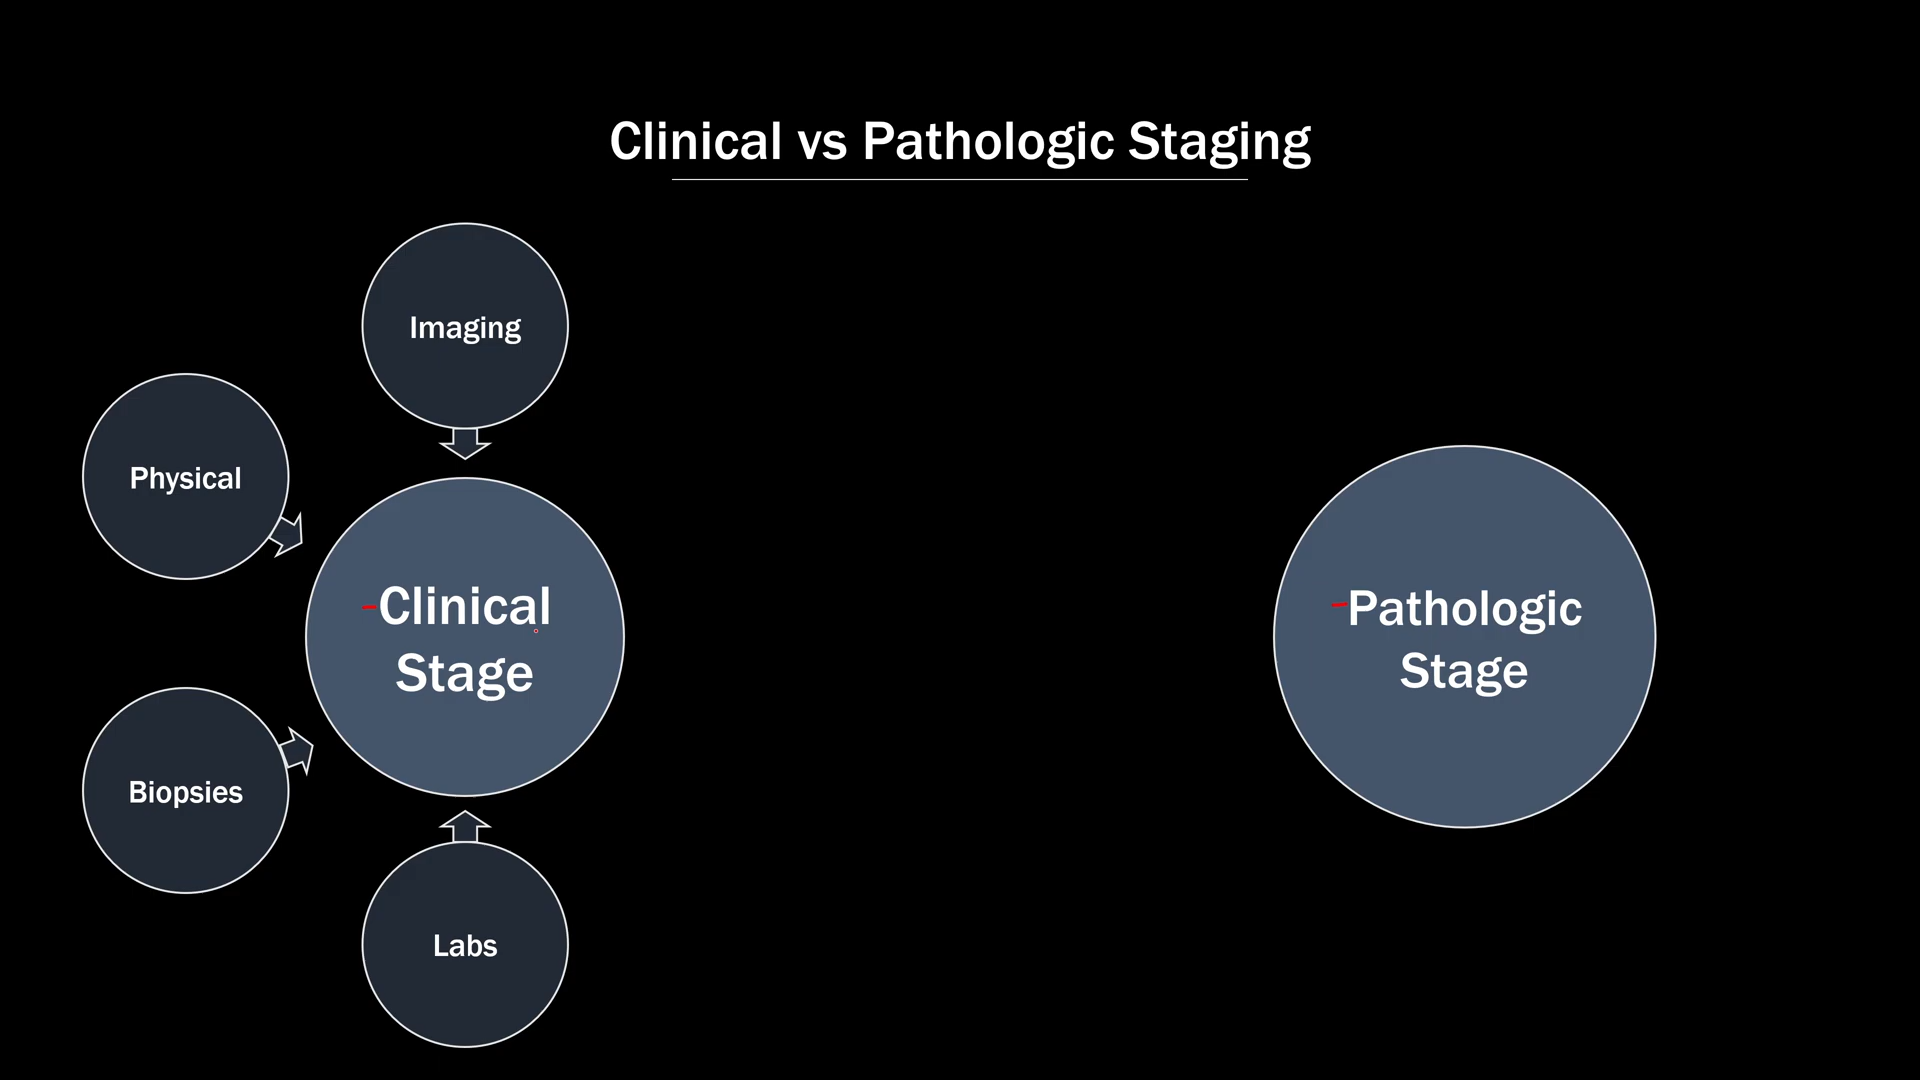 Clinical vs Pathologic Staging
Imaging
Physical
Clinical
Stage
Biopsies
Labs
Pathologic
Stage